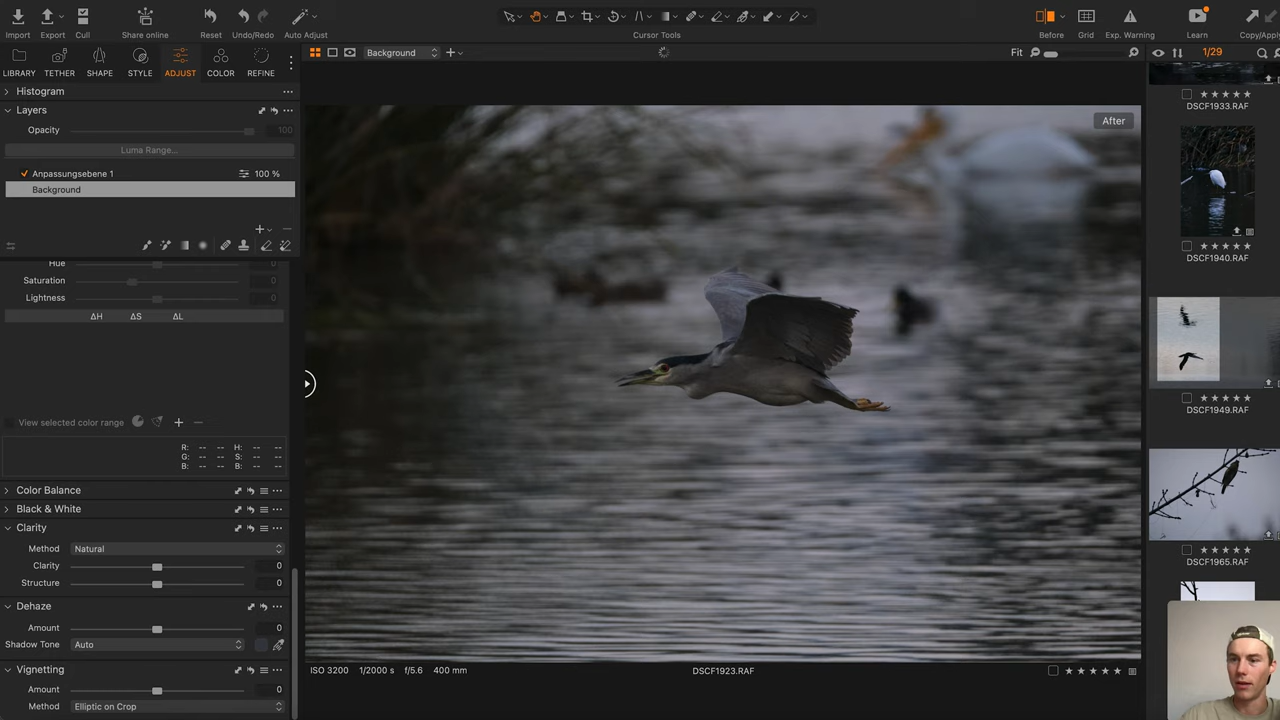 Import Export Cull Share online Reset Undo/Redo Auto Adjust Cursor Tools Before Grid Exp. Warning Learn Copy/Apply
LIBRARY TETHER SHAPE STYLE ADJUST COLOR REFINE
Background
Fit
1/29
Histogram
Layers
Opacity 100
Luma Range...
Anpassungsebene 1 100 %
Background
Hue 0
Saturation 0
Lightness 0
ΔH ΔS ΔL
View selected color range
R: -- -- H: -- --
G: -- -- S: -- --
B: -- -- B: -- --
Color Balance
Black & White
Clarity
Method Natural
Clarity 0
Structure 0
Dehaze
Amount 0
Shadow Tone Auto
Vignetting
Amount 0
Method Elliptic on Crop
After
ISO 3200 1/2000 s f/5.6 400 mm
DSCF1923.RAF
DSCF1933.RAF
DSCF1940.RAF
DSCF1949.RAF
DSCF1965.RAF